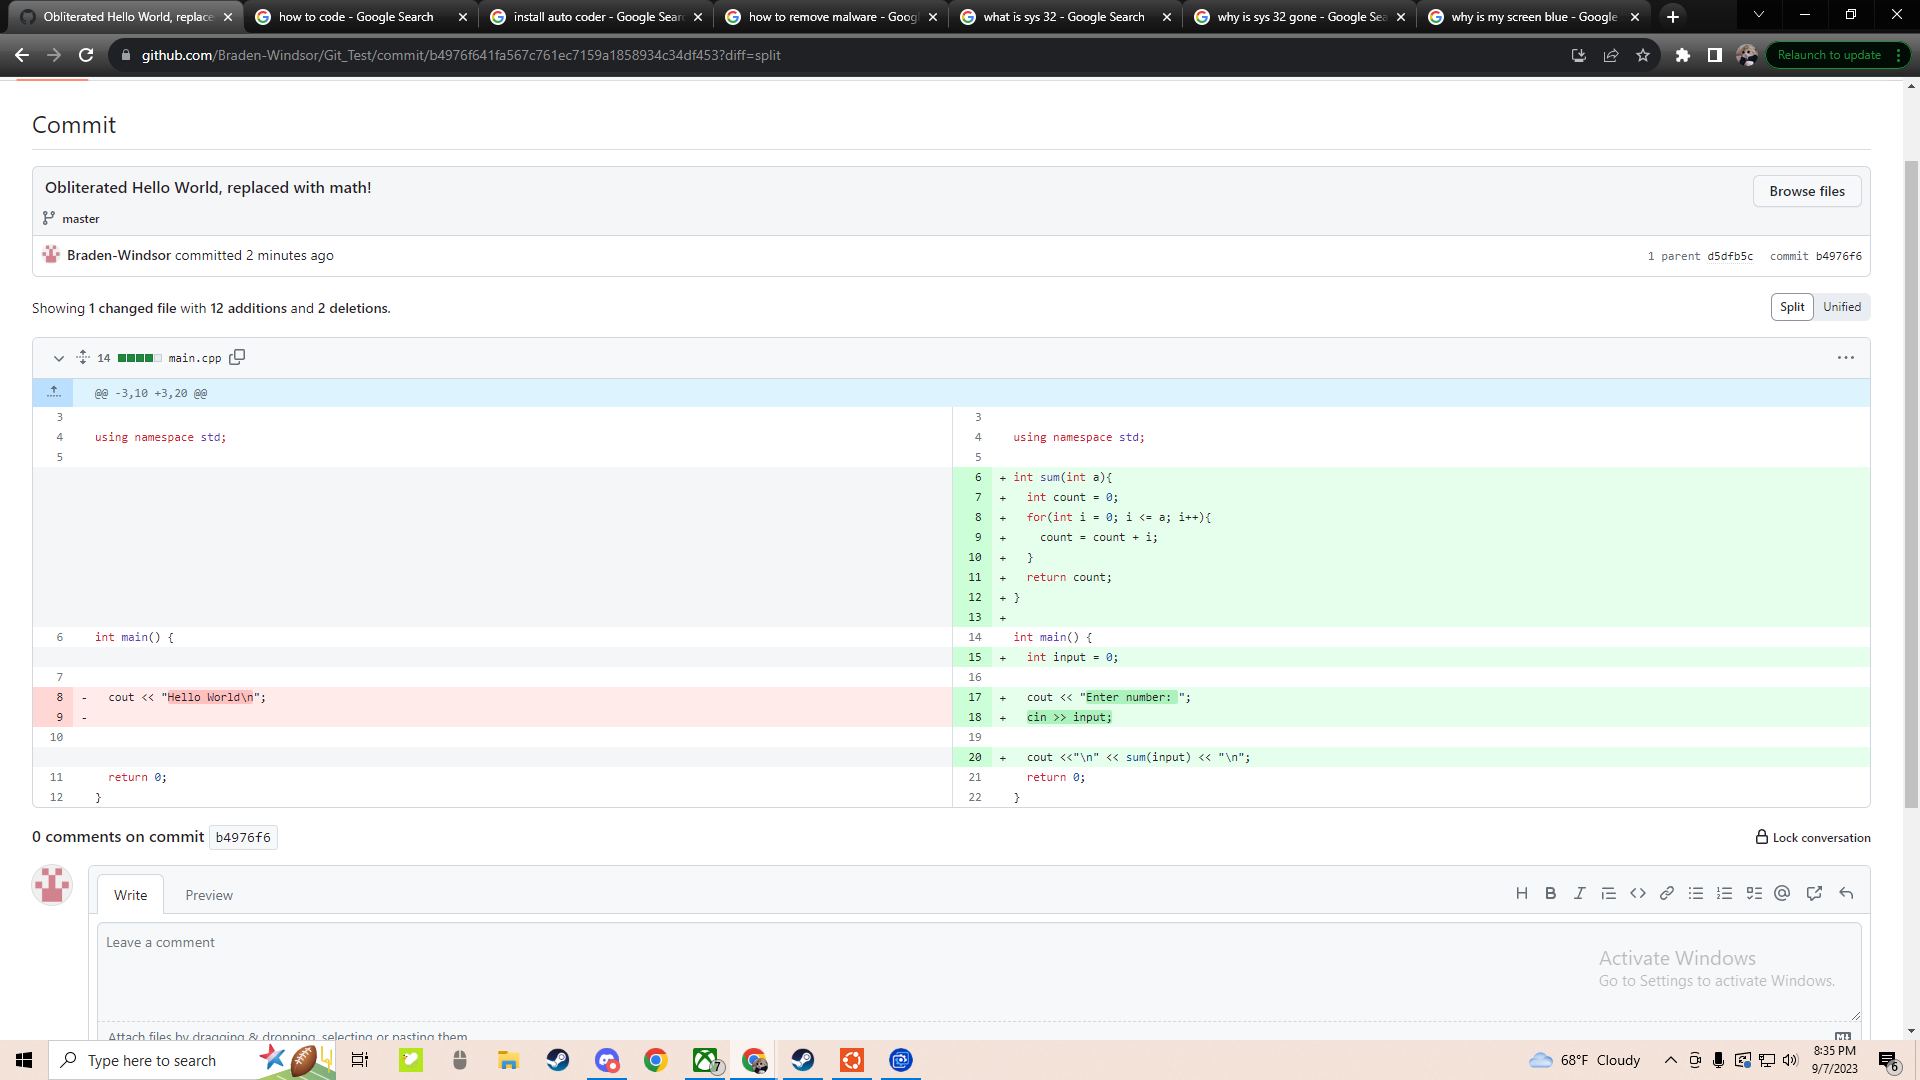 Obliterated Hello World, replace
how to code - Google Search
install auto coder - Google Sear
how to remove malware - Goog
what is sys 32 - Google Search
why is sys 32 gone - Google Sea
why is my screen blue - Google
github.com/Braden-Windsor/Git_Test/commit/b4976f641fa567c761ec7159a1858934c34df453?diff=split
Relaunch to update
Commit
Obliterated Hello World, replaced with math!
Browse files
master
Braden-Windsor committed 2 minutes ago
1 parent d5dfb5c commit b4976f6
Showing 1 changed file with 12 additions and 2 deletions.
Split Unified
14 main.cpp
@@ -3,10 +3,20 @@
3
4 using namespace std;
5
6 int main() {
7
8 - cout << "Hello World\n";
9 -
10
11 return 0;
12 }
3
4 using namespace std;
5
6 + int sum(int a){
7 + int count = 0;
8 + for(int i = 0; i <= a; i++){
9 + count = count + i;
10 + }
11 + return count;
12 + }
13 +
14 int main() {
15 + int input = 0;
16
17 + cout << "Enter number: ";
18 + cin >> input;
19
20 + cout <<"\n" << sum(input) << "\n";
21 return 0;
22 }
0 comments on commit b4976f6
Lock conversation
Write Preview
Leave a comment
Activate Windows
Go to Settings to activate Windows.
Attach files by dragging & dropping, selecting or pasting them.
Type here to search
7
68°F Cloudy
8:35 PM
9/7/2023
6